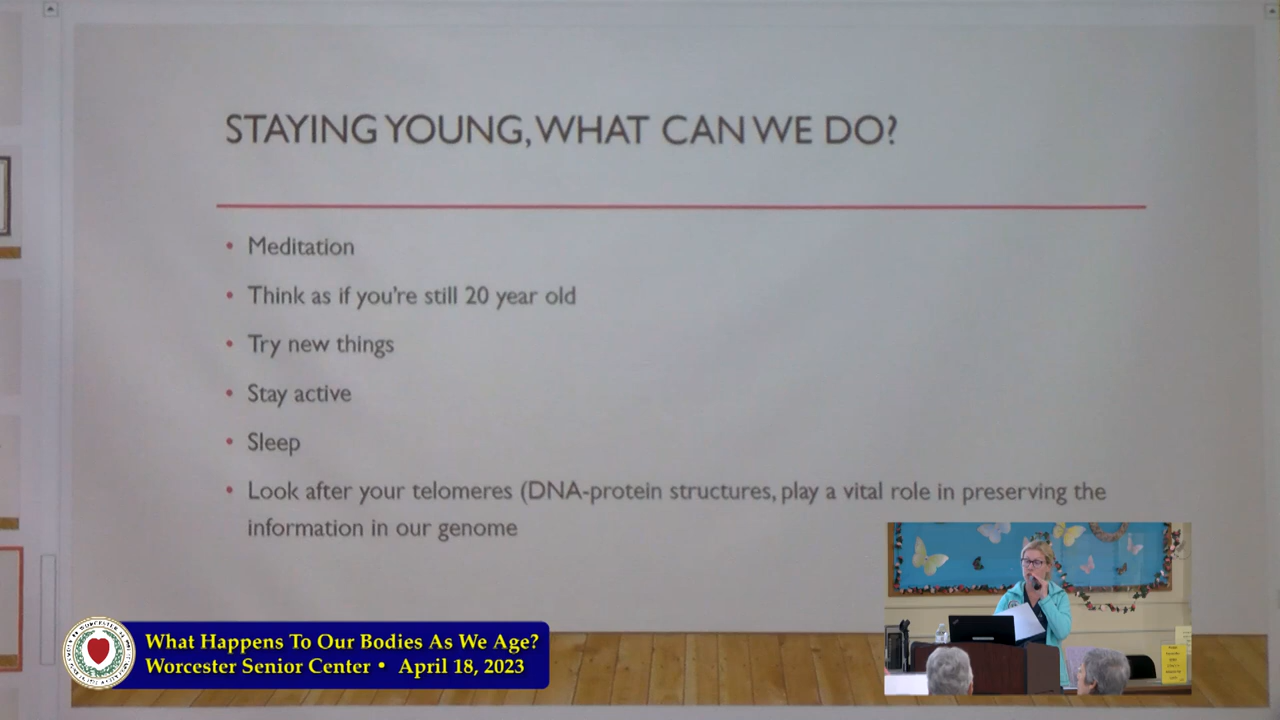 STAYING YOUNG, WHAT CAN WE DO?
• Meditation
• Think as if you're still 20 year old
• Try new things
• Stay active
• Sleep
• Look after your telomeres (DNA-protein structures, play a vital role in preserving the
information in our genome
What Happens To Our Bodies As We Age?
Worcester Senior Center • April 18, 2023